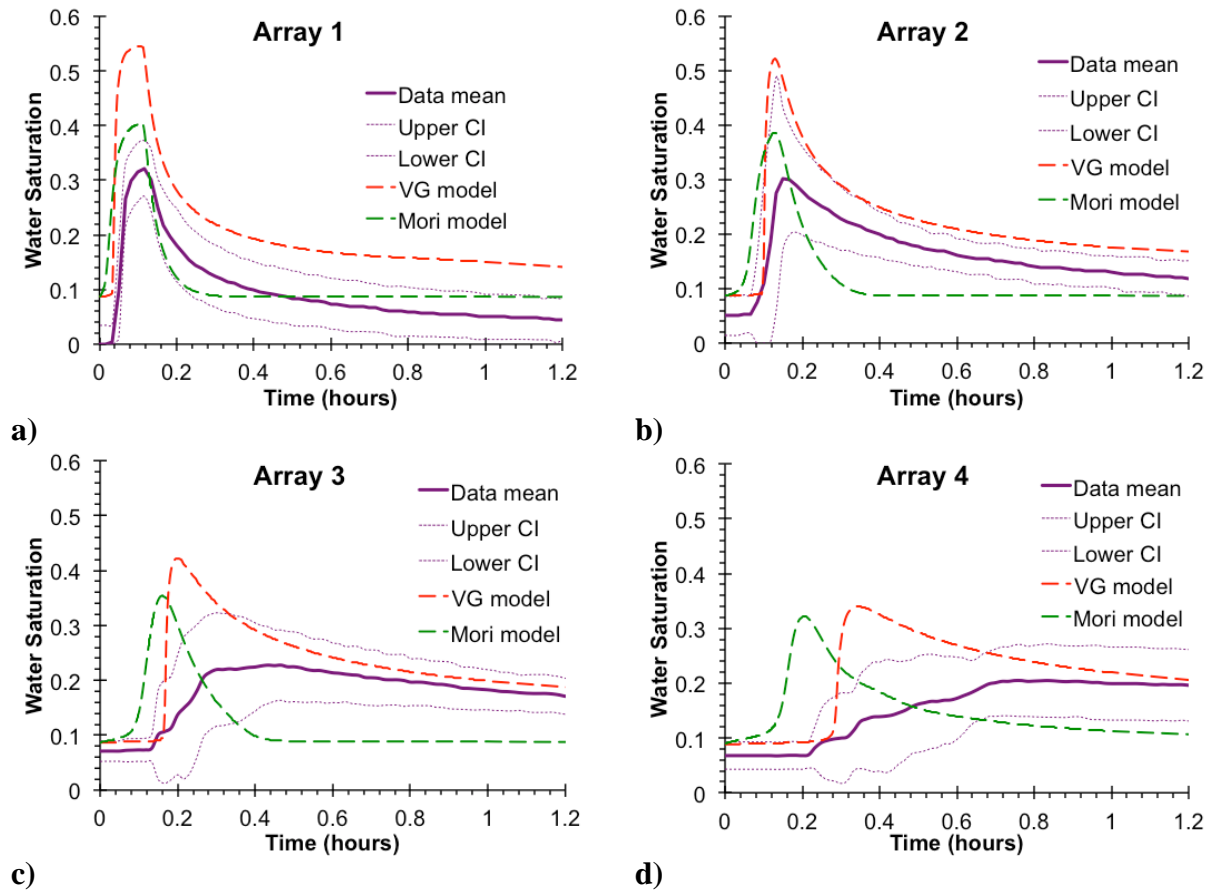 Array 1
Water Saturation
0.6
0.5
0.4
0.3
0.2
0.1
0
Data mean
Upper CI
Lower CI
VG model
Mori model
0 0.2 0.4 0.6 0.8 1 1.2
Time (hours)
a)
Array 2
Water Saturation
0.6
0.5
0.4
0.3
0.2
0.1
0
Data mean
Upper CI
Lower CI
VG model
Mori model
0 0.2 0.4 0.6 0.8 1 1.2
Time (hours)
b)
Array 3
Water Saturation
0.6
0.5
0.4
0.3
0.2
0.1
0
Data mean
Upper CI
Lower CI
VG model
Mori model
0 0.2 0.4 0.6 0.8 1 1.2
Time (hours)
c)
Array 4
Water Saturation
0.6
0.5
0.4
0.3
0.2
0.1
0
Data mean
Upper CI
Lower CI
VG model
Mori model
0 0.2 0.4 0.6 0.8 1 1.2
Time (hours)
d)